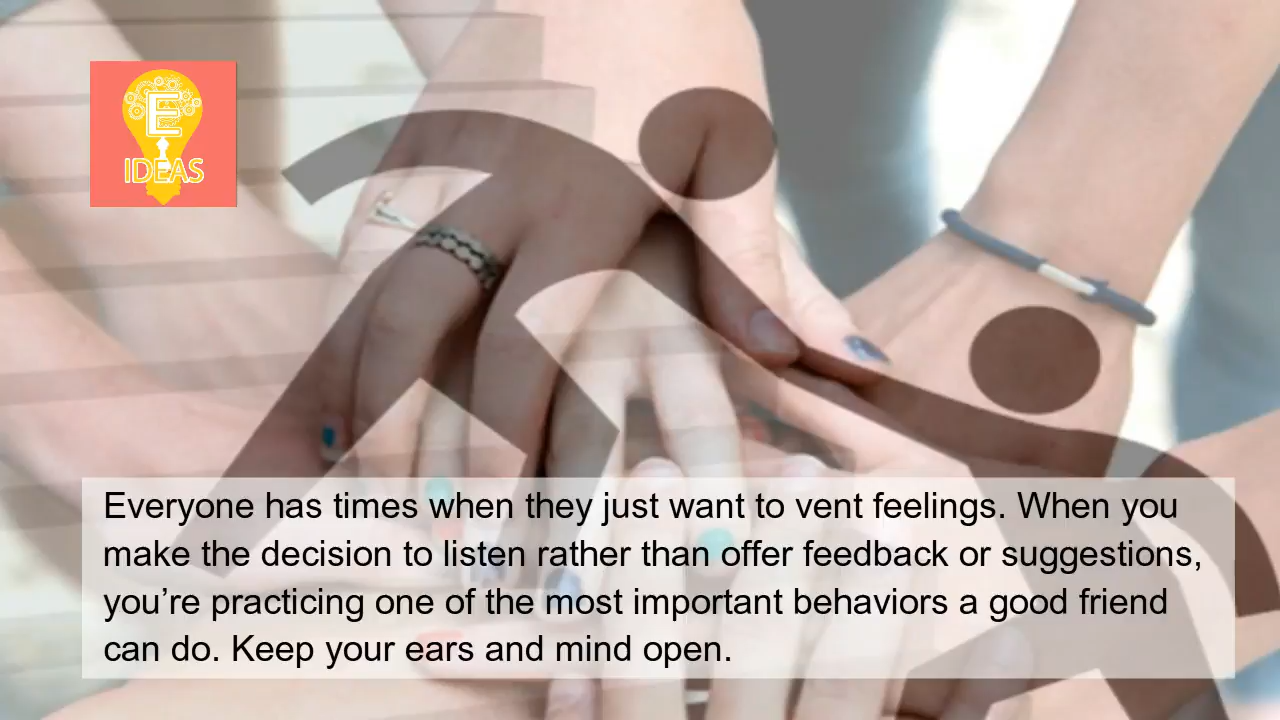 E
IDEAS
Everyone has times when they just want to vent feelings. When you
make the decision to listen rather than offer feedback or suggestions,
you’re practicing one of the most important behaviors a good friend
can do. Keep your ears and mind open.